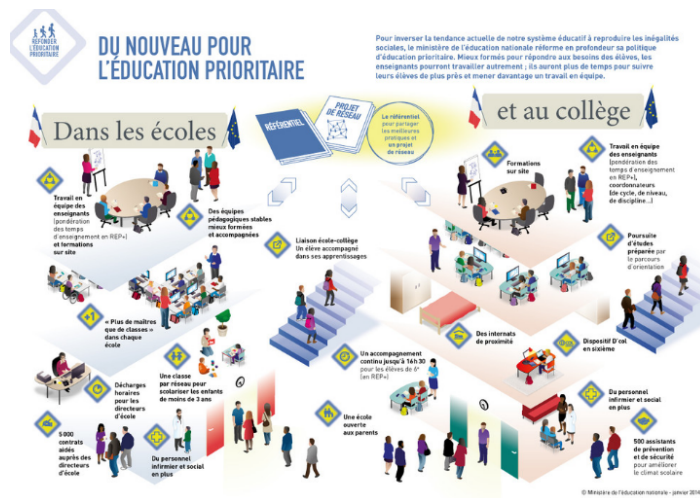 REFONDER
L'ÉDUCATION
PRIORITAIRE
DU NOUVEAU POUR
L'ÉDUCATION PRIORITAIRE
Pour inverser la tendance actuelle de notre système éducatif à reproduire les inégalités
sociales, le ministère de l'éducation nationale réforme en profondeur sa politique
d'éducation prioritaire. Mieux formés pour répondre aux besoins des élèves, les
enseignants pourront travailler autrement ; ils auront plus de temps pour suivre
leurs élèves de plus près et mener davantage un travail en équipe.
Dans les écoles
RÉFÉRENTIEL
PROJET
DE RÉSEAU
Le référentiel
pour partager
les meilleures
pratiques et
un projet
de réseau
et au collège
Travail en
équipe des
enseignants
(pondération
des temps
d'enseignement en REP+)
et formations
sur site
Des équipes
pédagogiques stables
mieux formées
et accompagnées
Liaison école-collège
Un élève accompagné
dans ses apprentissages
Formations
sur site
Travail en équipe
des enseignants
(pondération des
temps d'enseignement
en REP+),
coordonnateurs
(de cycle, de niveau,
de discipline...)
Poursuite
d'études
préparée par
le parcours
d'orientation
+1
« Plus de maîtres
que de classes »
dans chaque
école
Une classe
par réseau pour
scolariser les enfants
de moins de 3 ans
Décharges
horaires
pour les
directeurs
d'école
5 000
contrats
aidés
auprès des
directeurs
d'école
Du personnel
infirmier et social
en plus
Un accompagnement
continu jusqu'à 16h30
pour les élèves de 6e
(en REP+)
Une école
ouverte
aux parents
Des internats
de proximité
Dispositif D'col
en sixième
Du personnel
infirmier et social
en plus
500 assistants
de prévention
et de sécurité
pour améliorer
le climat scolaire
© Ministère de l'éducation nationale - janvier